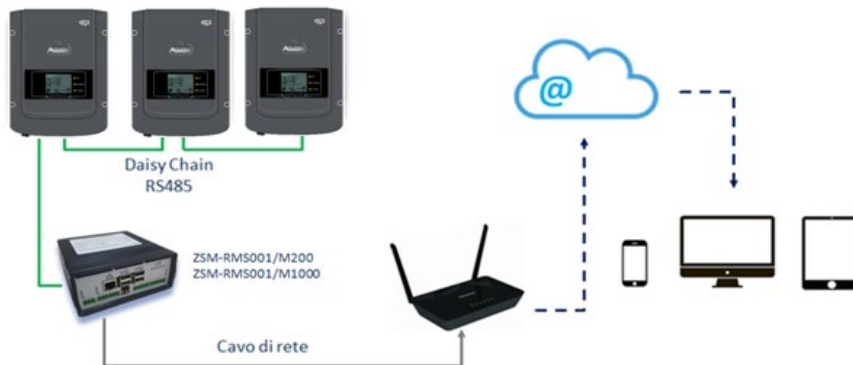 Daisy Chain
RS485
@
ZSM-RMS001/M200
ZSM-RMS001/M1000
Cavo di rete